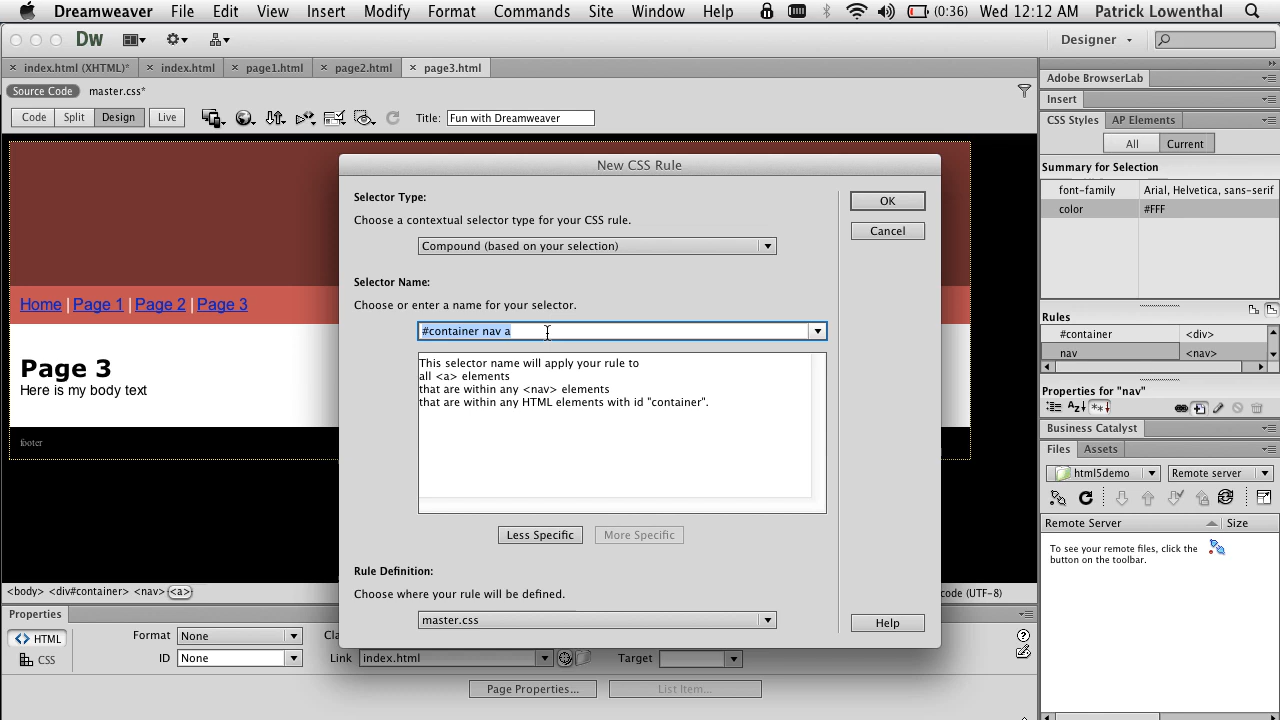 Dreamweaver File Edit View Insert Modify Format Commands Site Window Help (0:36) Wed 12:12 AM Patrick Lowenthal
Dw Designer
index.html (XHTML)* index.html page1.html page2.html page3.html
Source Code master.css*
Code Split Design Live Title: Fun with Dreamweaver
Home | Page 1 | Page 2 | Page 3
Page 3
Here is my body text
footer
New CSS Rule
Selector Type:
Choose a contextual selector type for your CSS rule.
Compound (based on your selection)
Selector Name:
Choose or enter a name for your selector.
#container nav a
This selector name will apply your rule to
all <a> elements
that are within any <nav> elements
that are within any HTML elements with id "container".
Less Specific More Specific
Rule Definition:
Choose where your rule will be defined.
master.css
OK
Cancel
Help
Adobe BrowserLab
Insert
CSS Styles AP Elements
All Current
Summary for Selection
font-family Arial, Helvetica, sans-serif
color #FFF
Rules
#container <div>
nav <nav>
Properties for "nav"
Business Catalyst
Files Assets
html5demo Remote server
Remote Server Size
To see your remote files, click the
button on the toolbar.
<body> <div#container> <nav> <a> code (UTF-8)
Properties
HTML Format None Cla
CSS ID None Link index.html Target
Page Properties... List Item...